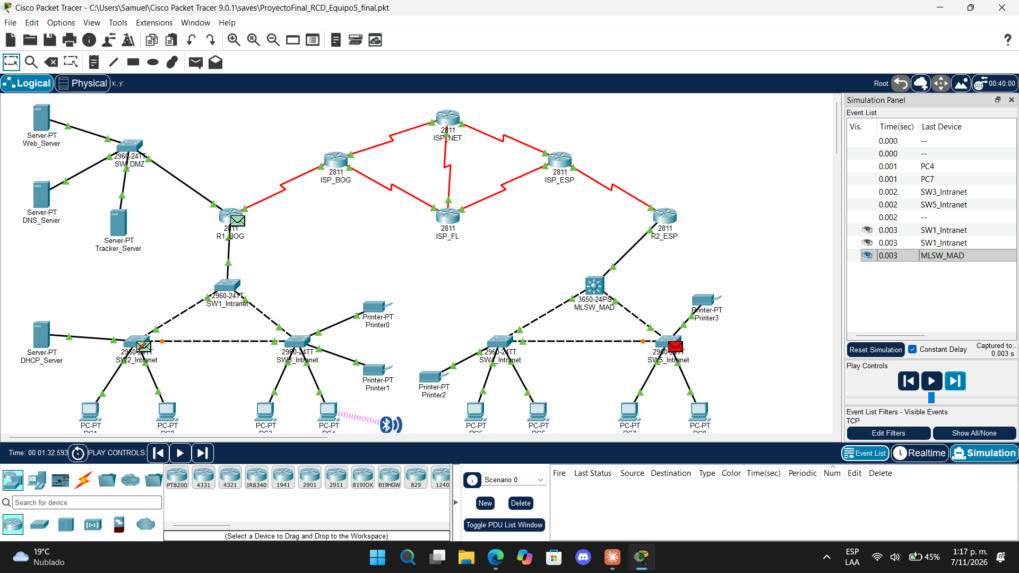 Cisco Packet Tracer - C:\Users\Samuel\Cisco Packet Tracer 9.0.1\saves\ProyectoFinal_RCD_Equipo5_final.pkt
File Edit Options View Tools Extensions Window Help
Logical Physical x, y: Root 00:40:00
Simulation Panel
Event List
Vis. Time(sec) Last Device
0.000 --
0.000 --
0.001 PC4
0.001 PC7
0.002 SW3_Intranet
0.002 SW5_Intranet
0.002 --
0.003 SW1_Intranet
0.003 SW1_Intranet
0.003 MLSW_MAD
Reset Simulation Constant Delay Captured to:
0.003 s
Play Controls
Event List Filters - Visible Events
TCP
Edit Filters Show All/None
Server-PT
Web_Server
SW_DMZ
Server-PT
DNS_Server
Server-PT
Tracker_Server
2811
2811
ISP_BOG
2811
ISP_ESP
2811
ISP_FL
2811
R2_ESP
2960-24TT
SW1_Intranet
3650-24PS
MLSW_MAD
Server-PT
DHCP_Server
Printer-PT
Printer0
Printer-PT
Printer1
Printer-PT
Printer2
Printer-PT
Printer3
PC-PT
PC-PT
PC-PT
PC-PT
PC-PT
PC-PT
PC-PT
PC-PT
Time: 00:01:32.593 PLAY CONTROLS:
Event List Realtime Simulation
PT8200 4331 4321 IR8340 1941 2901 2911 819IOX 819HGW 829 1240
Search for device
(Select a Device to Drag and Drop to the Workspace)
Scenario 0
New Delete
Toggle PDU List Window
Fire Last Status Source Destination Type Color Time(sec) Periodic Num Edit Delete
19°C
Nublado
ESP
LAA
45%
1:17 p. m.
7/11/2026